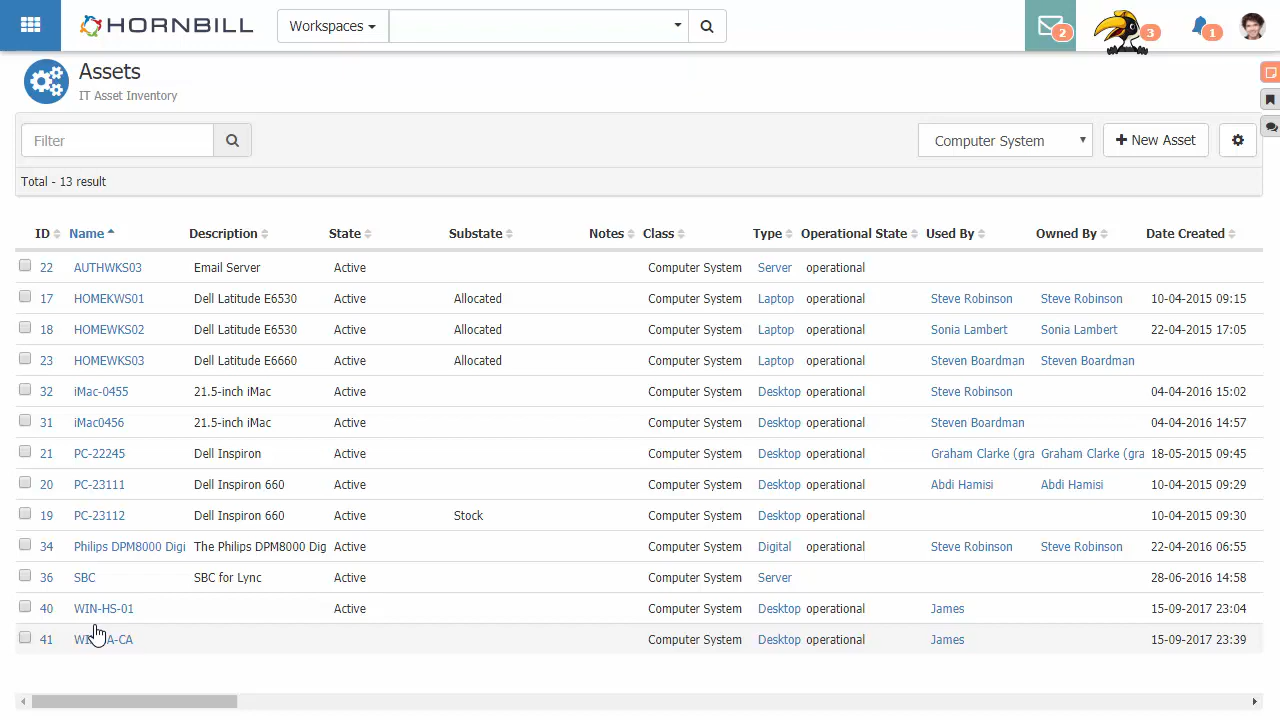 HORNBILL Workspaces 2 3 1
Assets
IT Asset Inventory
Filter Computer System + New Asset
Total - 13 result
ID Name Description State Substate Notes Class Type Operational State Used By Owned By Date Created
22 AUTHWKS03 Email Server Active Computer System Server operational
17 HOMEKWS01 Dell Latitude E6530 Active Allocated Computer System Laptop operational Steve Robinson Steve Robinson 10-04-2015 09:15
18 HOMEWKS02 Dell Latitude E6530 Active Allocated Computer System Laptop operational Sonia Lambert Sonia Lambert 22-04-2015 17:05
23 HOMEWKS03 Dell Latitude E6660 Active Allocated Computer System Laptop operational Steven Boardman Steven Boardman
32 iMac-0455 21.5-inch iMac Active Computer System Desktop operational Steve Robinson 04-04-2016 15:02
31 iMac0456 21.5-inch iMac Active Computer System Desktop operational Steven Boardman 04-04-2016 14:57
21 PC-22245 Dell Inspiron Active Computer System Desktop operational Graham Clarke (gra Graham Clarke (gra 18-05-2015 09:45
20 PC-23111 Dell Inspiron 660 Active Computer System Desktop operational Abdi Hamisi Abdi Hamisi 10-04-2015 09:29
19 PC-23112 Dell Inspiron 660 Active Stock Computer System Desktop operational 10-04-2015 09:30
34 Philips DPM8000 Digi The Philips DPM8000 Dig Active Computer System Digital operational Steve Robinson Steve Robinson 22-04-2016 06:55
36 SBC SBC for Lync Active Computer System Server 28-06-2016 14:58
40 WIN-HS-01 Active Computer System Desktop operational James 15-09-2017 23:04
41 Computer System Desktop operational James 15-09-2017 23:39